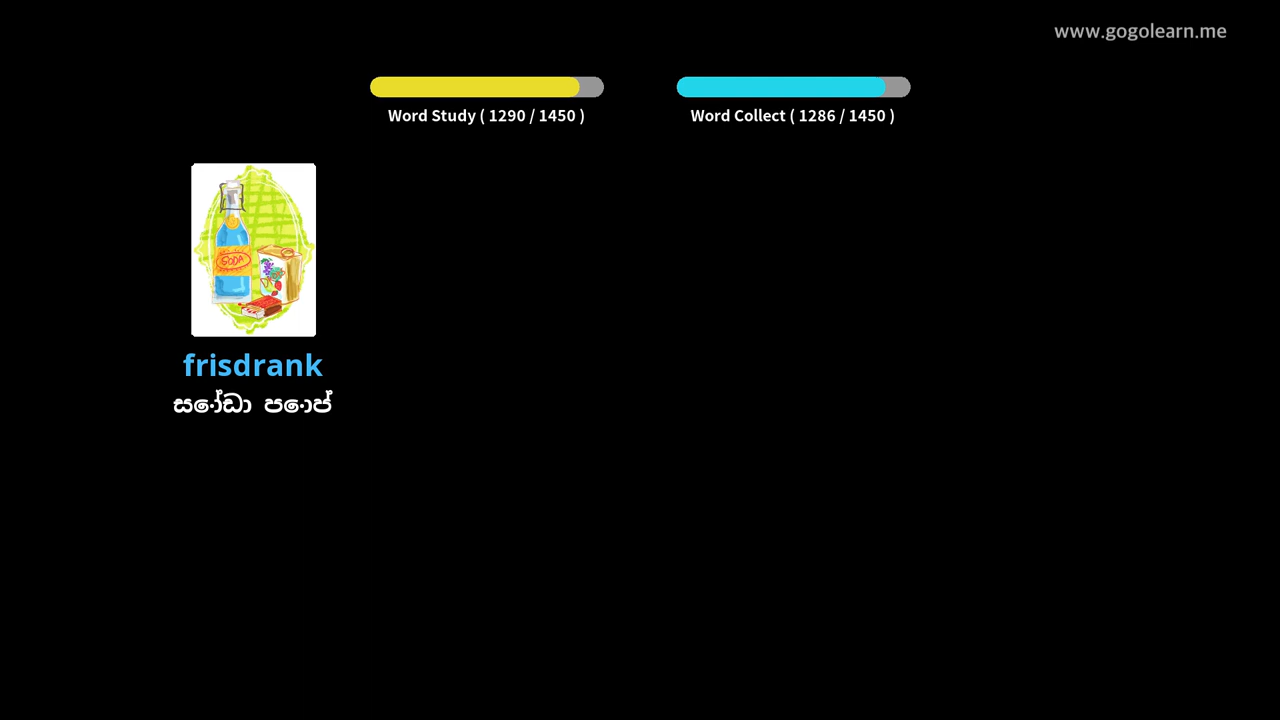 www.gogolearn.me
Word Study ( 1290 / 1450 )
Word Collect ( 1286 / 1450 )
SODA
frisdrank
സോഡാ പോപ്